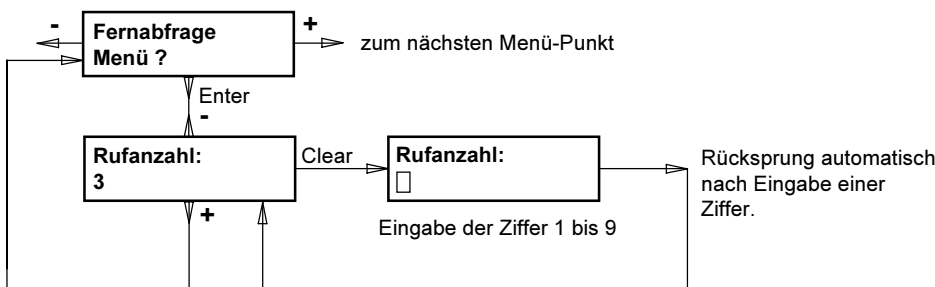 -
Fernabfrage
Menü ?
+
zum nächsten Menü-Punkt
Enter
-
Rufanzahl:
3
Clear
Rufanzahl:
Rücksprung automatisch
nach Eingabe einer
Ziffer.
+
Eingabe der Ziffer 1 bis 9